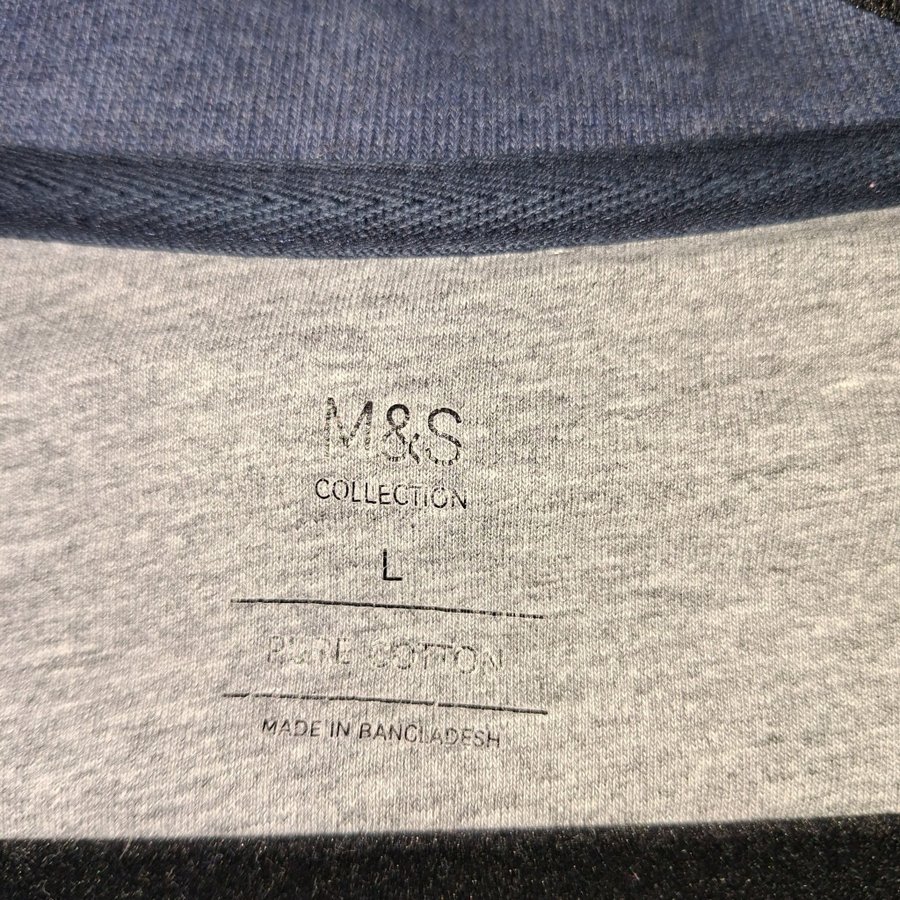 M&S
COLLECTION
L
PURE COTTON
MADE IN BANGLADESH